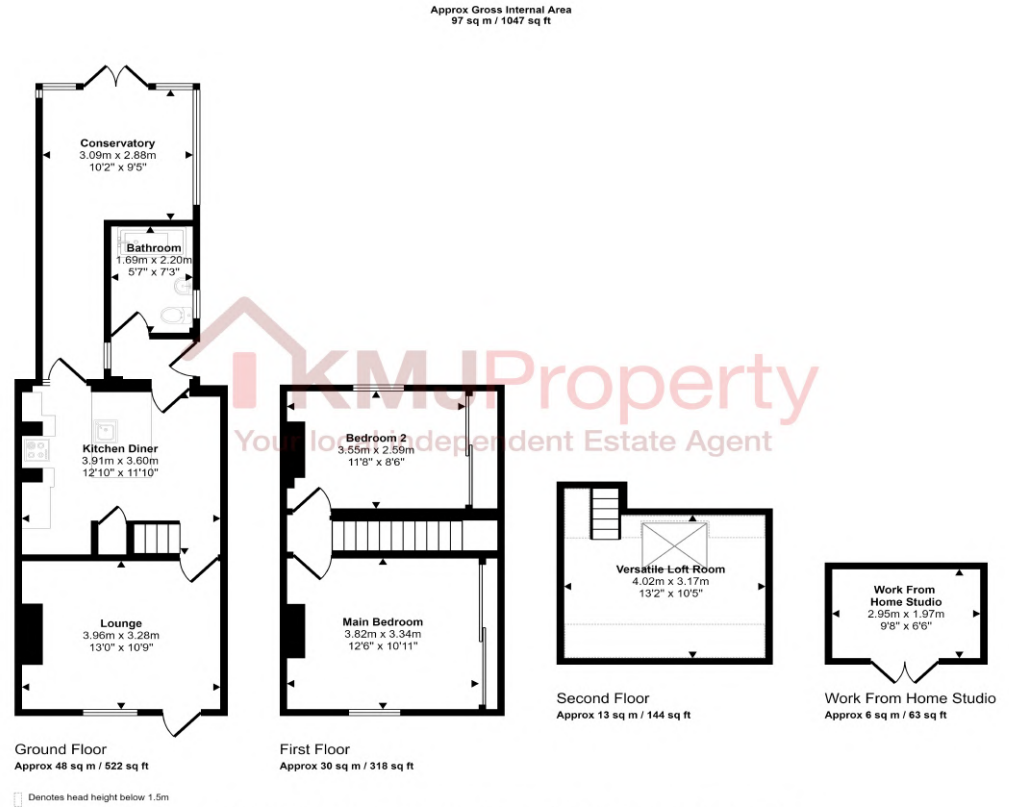 Approx Gross Internal Area
97 sq m / 1047 sq ft
Conservatory
3.09m x 2.88m
10'2" x 9'5"
Bathroom
1.69m x 2.20m
5'7" x 7'3"
KMJProperty
Your local independent Estate Agent
Kitchen Diner
3.91m x 3.60m
12'10" x 11'10"
Bedroom 2
3.55m x 2.59m
11'8" x 8'6"
Lounge
3.96m x 3.28m
13'0" x 10'9"
Main Bedroom
3.82m x 3.34m
12'6" x 10'11"
Versatile Loft Room
4.02m x 3.17m
13'2" x 10'5"
Work From
Home Studio
2.95m x 1.97m
9'8" x 6'6"
Ground Floor
Approx 48 sq m / 522 sq ft
First Floor
Approx 30 sq m / 318 sq ft
Second Floor
Approx 13 sq m / 144 sq ft
Work From Home Studio
Approx 6 sq m / 63 sq ft
Denotes head height below 1.5m